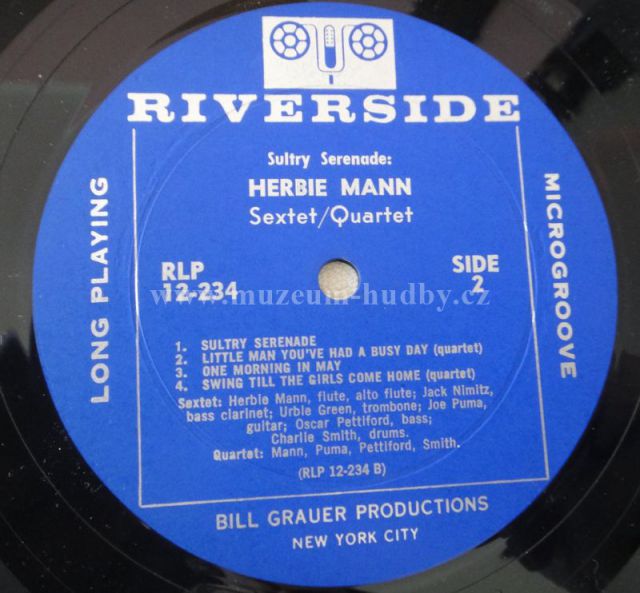 RIVERSIDE
Sultry Serenade:
HERBIE MANN
Sextet/Quartet
LONG PLAYING
MICROGROOVE
RLP
12-234
SIDE
2
www.muzeum-hudby.cz
1. SULTRY SERENADE
2. LITTLE MAN YOU'VE HAD A BUSY DAY (quartet)
3. ONE MORNING IN MAY
4. SWING TILL THE GIRLS COME HOME (quartet)
Sextet: Herbie Mann, flute, alto flute; Jack Nimitz,
bass clarinet; Urbie Green, trombone; Joe Puma,
guitar; Oscar Pettiford, bass;
Charlie Smith, drums.
Quartet: Mann, Puma, Pettiford, Smith.
(RLP 12-234 B)
BILL GRAUER PRODUCTIONS
NEW YORK CITY